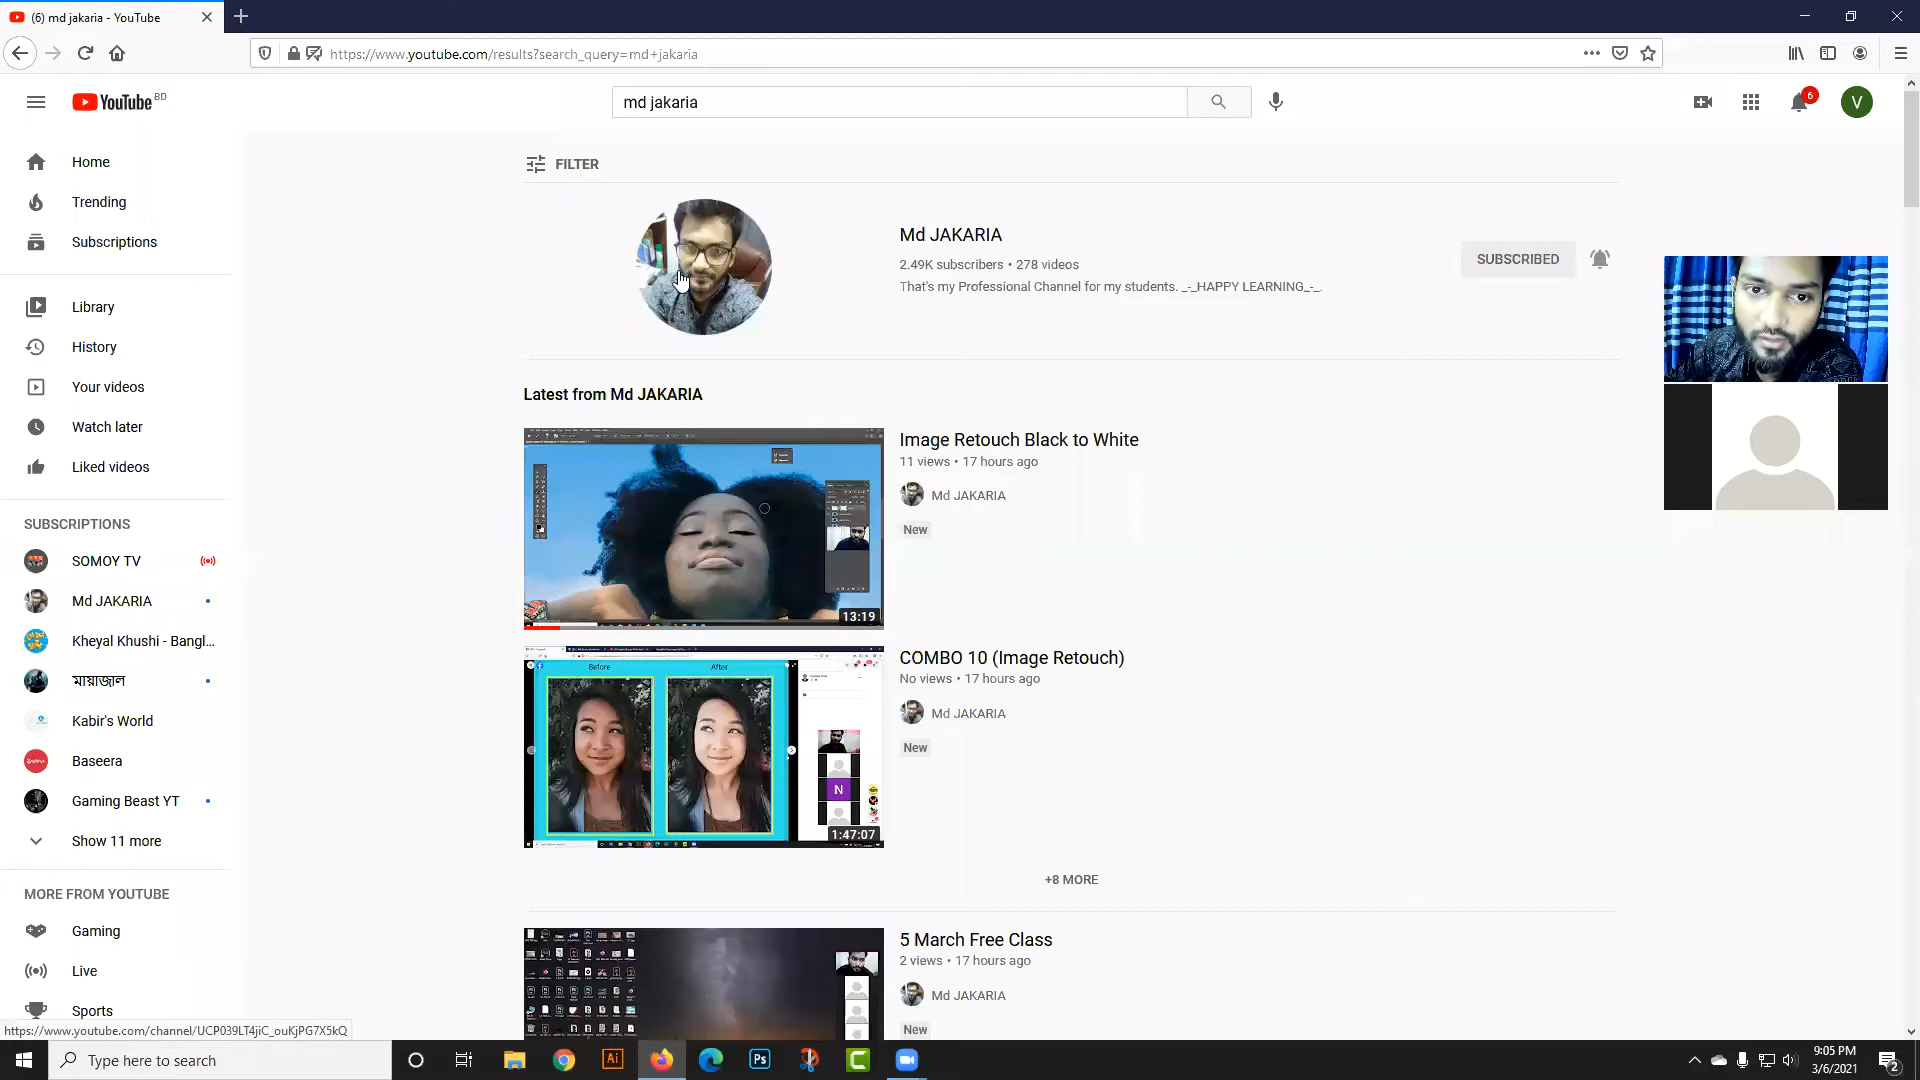 (6) md jakaria - YouTube
https://www.youtube.com/results?search_query=md+jakaria
YouTube BD
md jakaria
6
V
Home
Trending
Subscriptions
Library
History
Your videos
Watch later
Liked videos
SUBSCRIPTIONS
SOMOY TV
Md JAKARIA
Kheyal Khushi - Bangl...
মায়াজাল
Kabir's World
Baseera
Gaming Beast YT
Show 11 more
MORE FROM YOUTUBE
Gaming
Live
Sports
FILTER
Md JAKARIA
2.49K subscribers • 278 videos
That's my Professional Channel for my students. _-_HAPPY LEARNING_-_.
SUBSCRIBED
Latest from Md JAKARIA
13:19
Image Retouch Black to White
11 views • 17 hours ago
Md JAKARIA
New
Before After
N
1:47:07
COMBO 10 (Image Retouch)
No views • 17 hours ago
Md JAKARIA
New
+8 MORE
5 March Free Class
2 views • 17 hours ago
Md JAKARIA
New
https://www.youtube.com/channel/UCP039LT4jiC_ouKjPG7X5kQ
Type here to search
Ai
Ps
9:05 PM
3/6/2021
2